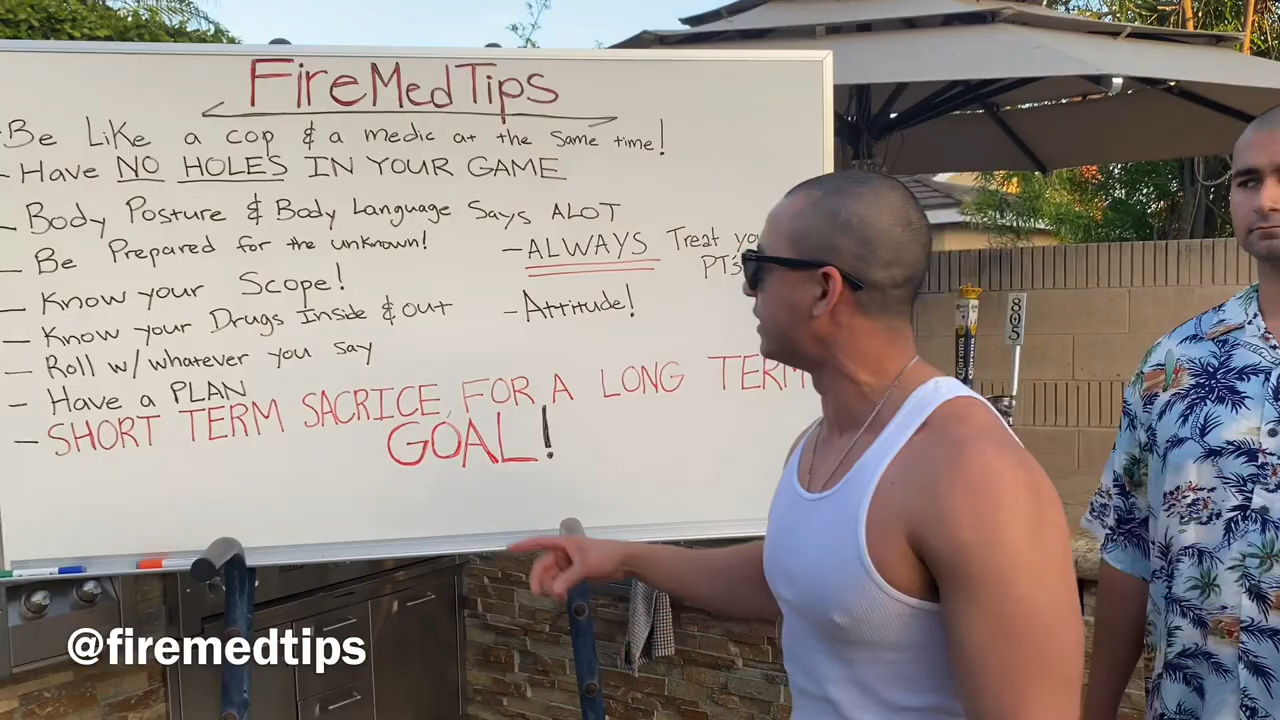 FireMedTips
Be Like a cop & a medic at the same time!
- Have NO HOLES IN YOUR GAME
- Body Posture & Body Language Says ALOT
- Be Prepared for the unknown!
- ALWAYS Treat
PTs
- Know your Scope!
- Know your Drugs Inside & out
- Attitude!
- Roll w/ whatever you say
- Have a PLAN
- SHORT TERM SACRICE FOR A LONG TERM
GOAL!
Corona
805
@firemedtips